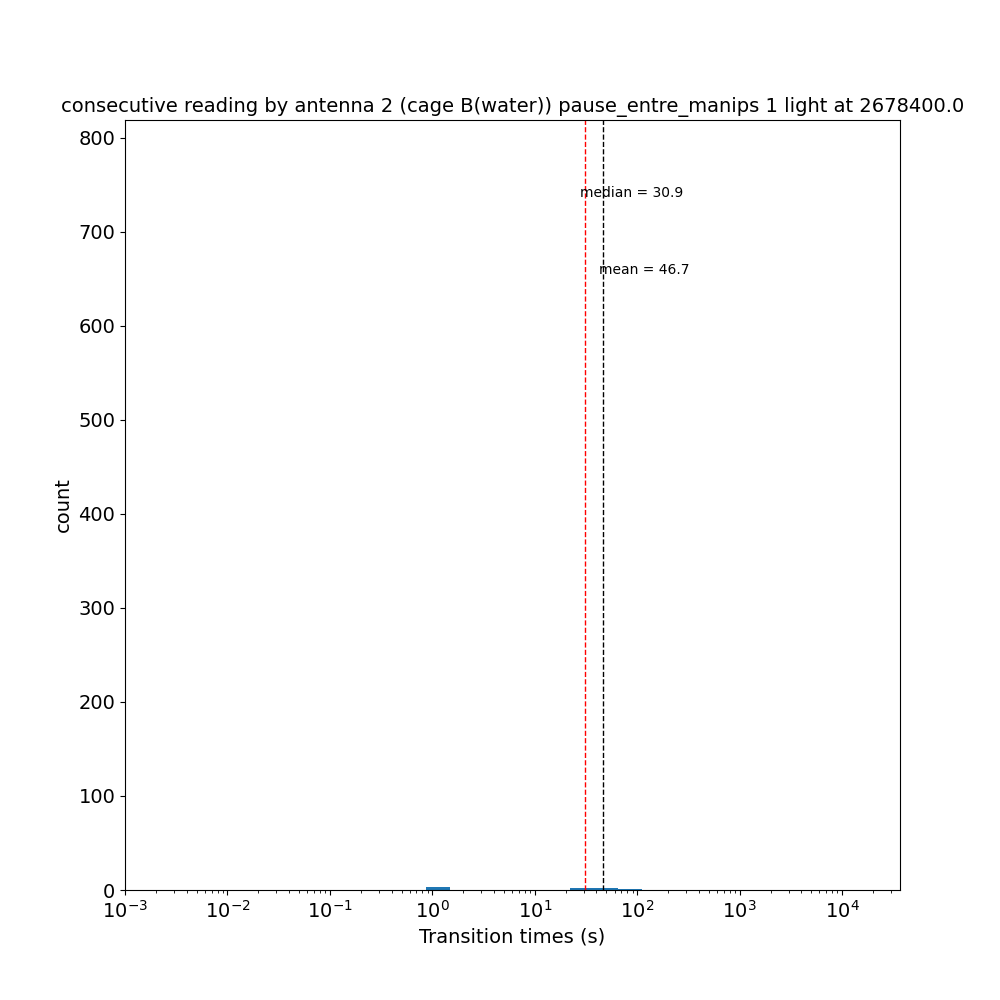 consecutive reading by antenna 2 (cage B(water)) pause_entre_manips 1 light at 2678400.0
800
median = 30.9
700
mean = 46.7
600
500
count
400
300
200
100
0
10⁻³ 10⁻² 10⁻¹ 10⁰ 10¹ 10² 10³ 10⁴
Transition times (s)